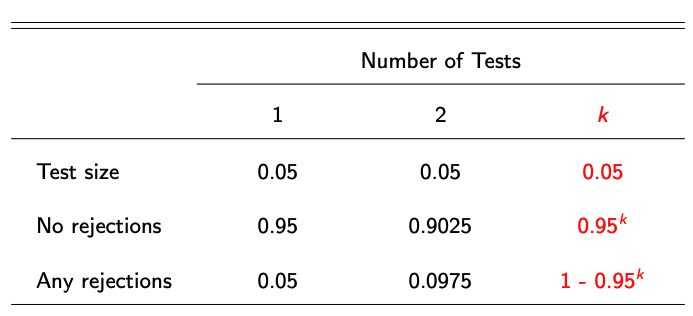 Number of Tests
1 2 k
Test size 0.05 0.05 0.05
No rejections 0.95 0.9025 0.95^k
Any rejections 0.05 0.0975 1 - 0.95^k